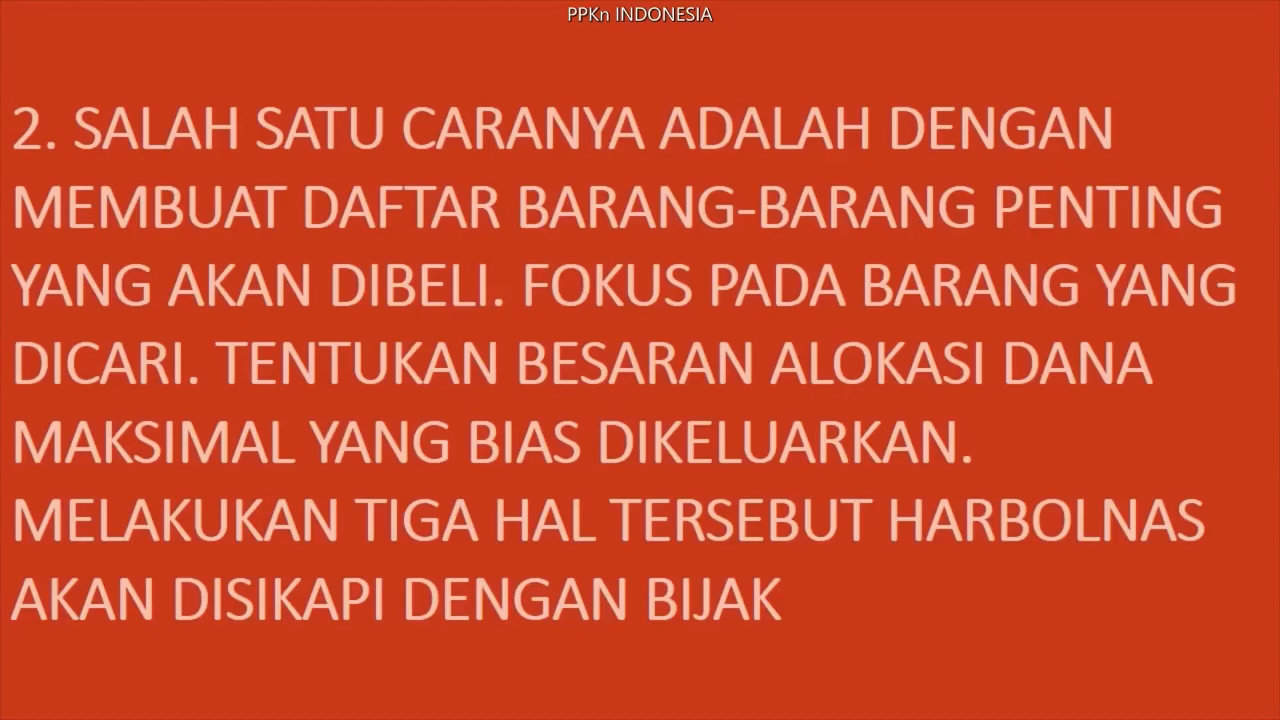 PPKn INDONESIA
2. SALAH SATU CARANYA ADALAH DENGAN
MEMBUAT DAFTAR BARANG-BARANG PENTING
YANG AKAN DIBELI. FOKUS PADA BARANG YANG
DICARI. TENTUKAN BESARAN ALOKASI DANA
MAKSIMAL YANG BIAS DIKELUARKAN.
MELAKUKAN TIGA HAL TERSEBUT HARBOLNAS
AKAN DISIKAPI DENGAN BIJAK